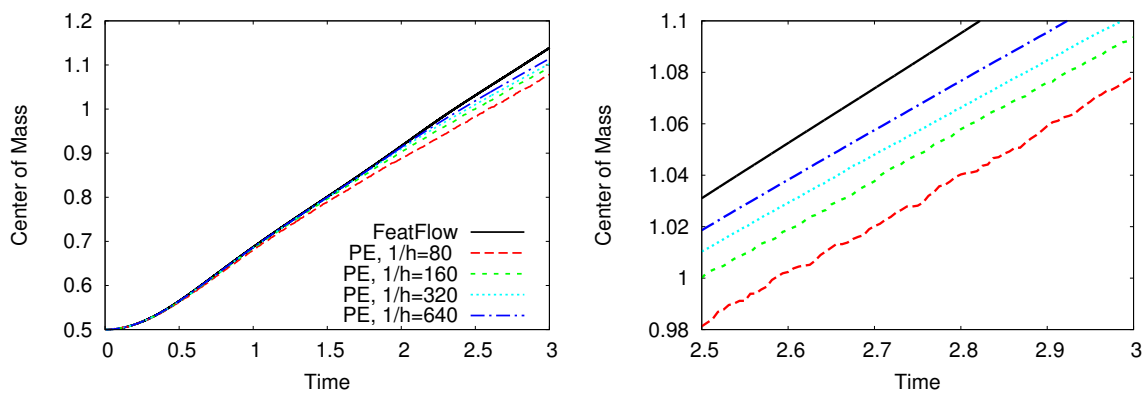 1.2
1.1
1
0.9
0.8
0.7
0.6
0.5
Center of Mass
0 0.5 1 1.5 2 2.5 3
Time
FeatFlow
PE, 1/h=80
PE, 1/h=160
PE, 1/h=320
PE, 1/h=640
1.1
1.08
1.06
1.04
1.02
1
0.98
Center of Mass
2.5 2.6 2.7 2.8 2.9 3
Time